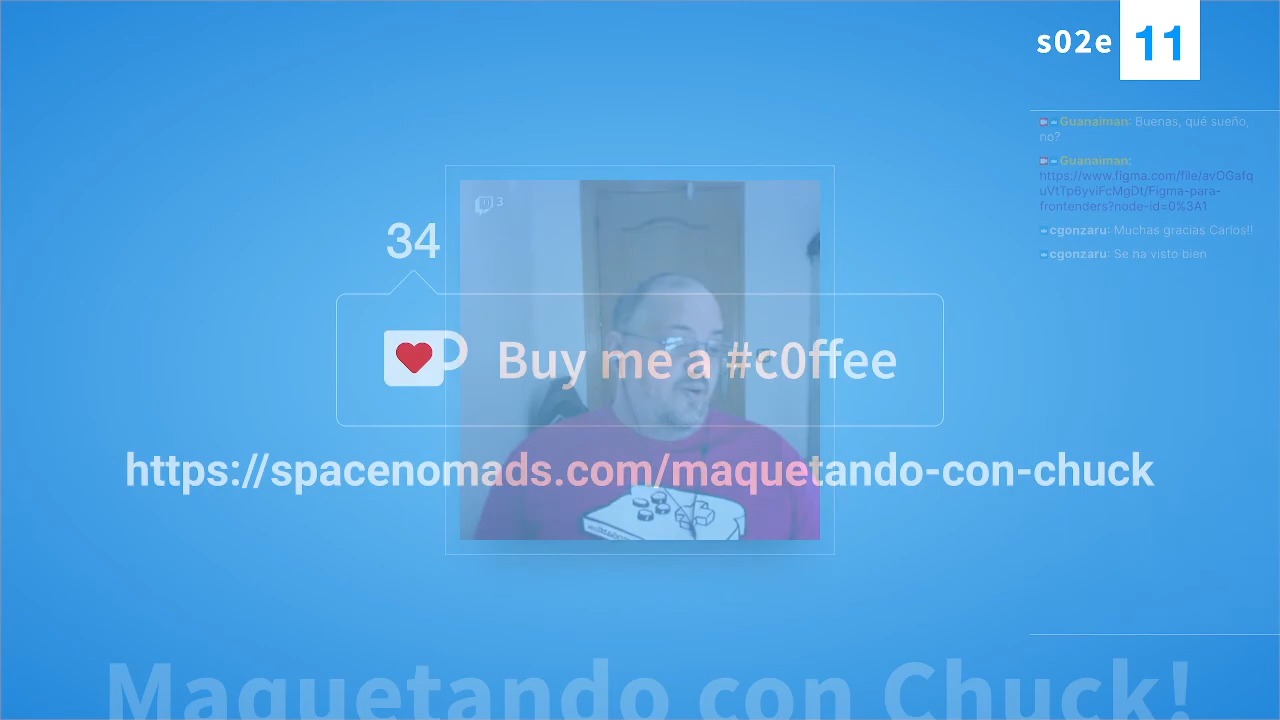 s02e 11
Guanaiman: Buenas, qué sueño,
no?
Guanaiman:
https://www.figma.com/file/avOGafq
uVtTp6yviFcMgDt/Figma-para-
frontenders?node-id=0%3A1
cgonzaru: Muchas gracias Carlos!!
cgonzaru: Se ha visto bien
3
34
Buy me a #c0ffee
https://spacenomads.com/maquetando-con-chuck
Maquetando con Chuck!